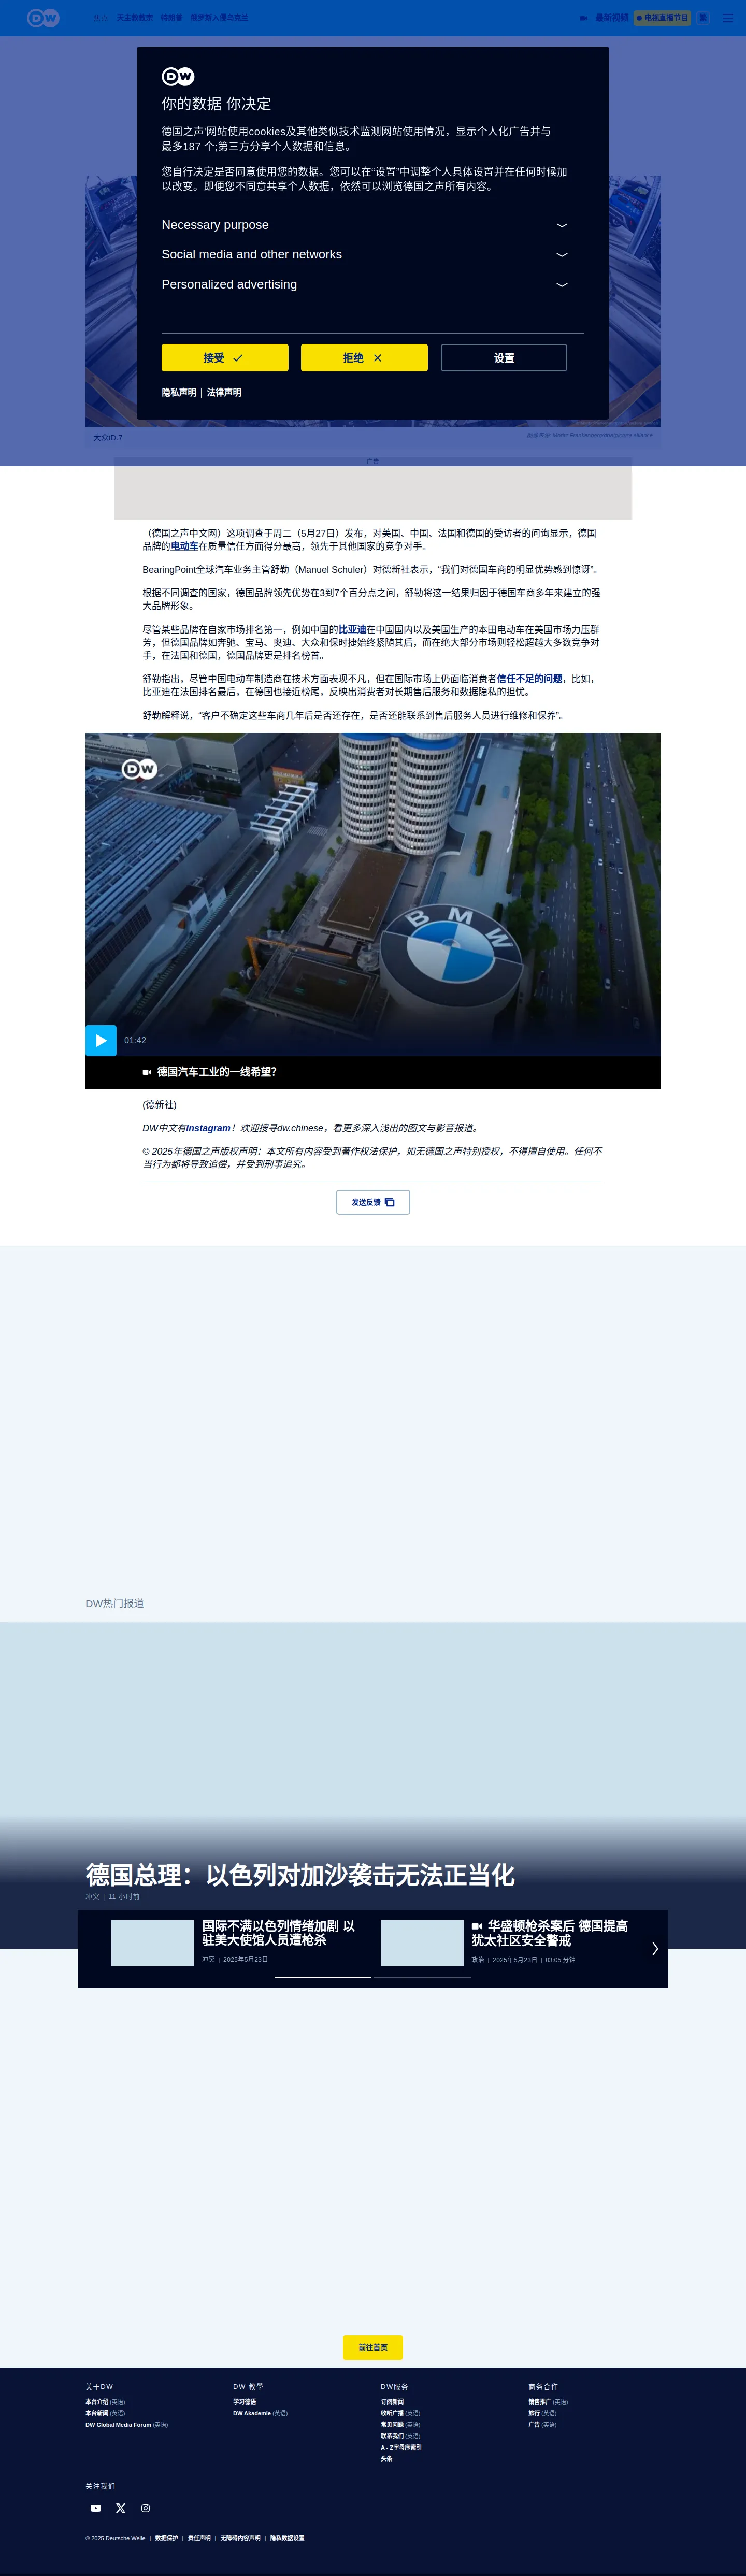 DW
焦点
天主教教宗
特朗普
俄罗斯入侵乌克兰
最新视频
电视直播节目
繁
DW
你的数据 你决定
德国之声'网站使用cookies及其他类似技术监测网站使用情况，显示个人化广告并与
最多187 个;第三方分享个人数据和信息。
您自行决定是否同意使用您的数据。您可以在“设置”中调整个人具体设置并在任何时候加
以改变。即便您不同意共享个人数据，依然可以浏览德国之声所有内容。
Necessary purpose
Social media and other networks
Personalized advertising
接受
拒绝
设置
隐私声明 | 法律声明
大众ID.7
广告
（德国之声中文网）这项调查于周二（5月27日）发布，对美国、中国、法国和德国的受访者的问询显示，德国
品牌的电动车在质量信任方面得分最高，领先于其他国家的竞争对手。
BearingPoint全球汽车业务主管舒勒（Manuel Schuler）对德新社表示，“我们对德国车商的明显优势感到惊讶”。
根据不同调查的国家，德国品牌领先优势在3到7个百分点之间，舒勒将这一结果归因于德国车商多年来建立的强
大品牌形象。
尽管某些品牌在自家市场排名第一，例如中国的比亚迪在中国国内以及美国生产的本田电动车在美国市场力压群
芳，但德国品牌如奔驰、宝马、奥迪、大众和保时捷始终紧随其后，而在绝大部分市场则轻松超越大多数竞争对
手，在法国和德国，德国品牌更是排名榜首。
舒勒指出，尽管中国电动车制造商在技术方面表现不凡，但在国际市场上仍面临消费者信任不足的问题，比如，
比亚迪在法国排名最后，在德国也接近榜尾，反映出消费者对长期售后服务和数据隐私的担忧。
舒勒解释说，“客户不确定这些车商几年后是否还存在，是否还能联系到售后服务人员进行维修和保养”。
DW
BMW
01:42
德国汽车工业的一线希望？
(德新社)
DW中文有Instagram！欢迎搜寻dw.chinese，看更多深入浅出的图文与影音报道。
© 2025年德国之声版权声明：本文所有内容受到著作权法保护，如无德国之声特别授权，不得擅自使用。任何不
当行为都将导致追偿，并受到刑事追究。
发送反馈
DW热门报道
德国总理：以色列对加沙袭击无法正当化
冲突 | 11 小时前
国际不满以色列情绪加剧 以
驻美大使馆人员遭枪杀
冲突 | 2025年5月23日
华盛顿枪杀案后 德国提高
犹太社区安全警戒
政治 | 2025年5月23日 | 03:05 分钟
前往首页
关于DW
本台介绍 (英语)
本台新闻 (英语)
DW Global Media Forum (英语)
DW 教學
学习德语
DW Akademie (英语)
DW服务
订阅新闻
收听广播 (英语)
常见问题 (英语)
联系我们 (英语)
A - Z字母序索引
头条
商务合作
销售推广 (英语)
旅行 (英语)
广告 (英语)
关注我们
© 2025 Deutsche Welle | 数据保护 | 责任声明 | 无障碍内容声明 | 隐私数据设置